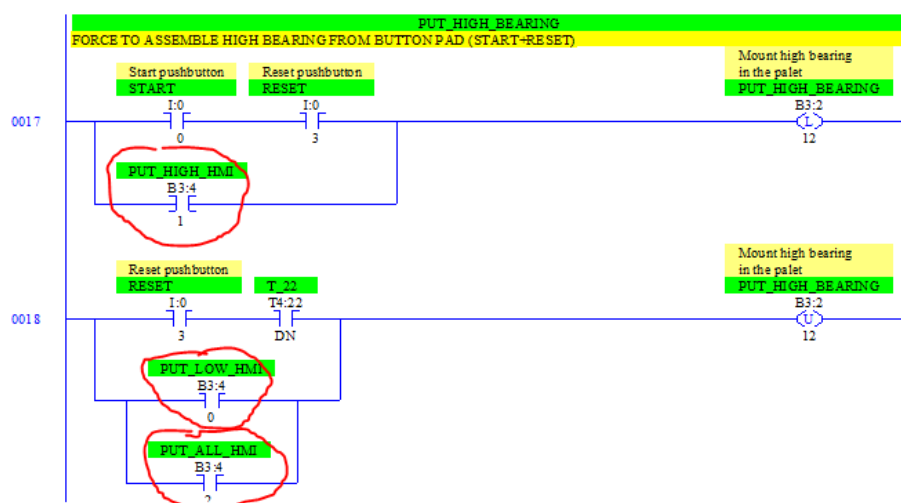 PUT_HIGH_BEARING
FORCE TO ASSEMBLE HIGH BEARING FROM BUTTON PAD (START+RESET)
Start pushbutton
START
I:0
0
Reset pushbutton
RESET
I:0
3
Mount high bearing
in the palet
PUT_HIGH_BEARING
B3:2
L
12
0017
PUT_HIGH_HMI
B3:4
1
Reset pushbutton
RESET
I:0
3
T_22
T4:22
DN
Mount high bearing
in the palet
PUT_HIGH_BEARING
B3:2
U
12
0018
PUT_LOW_HMI
B3:4
0
PUT_ALL_HMI
B3:4
2